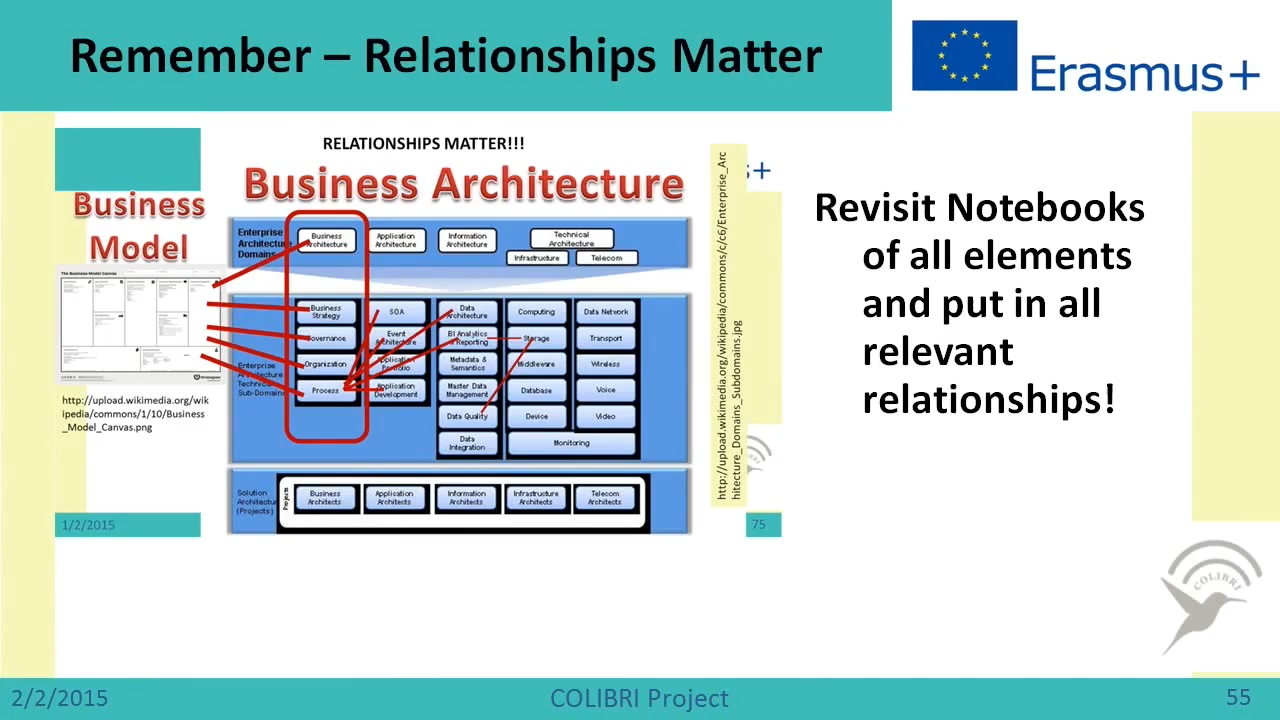 Remember – Relationships Matter
Erasmus+
RELATIONSHIPS MATTER!!!
Business Architecture
Business
Model
The Business Model Canvas
http://upload.wikimedia.org/wik
ipedia/commons/1/10/Business
_Model_Canvas.png
1/2/2015
Enterprise
Architecture
Domains
Business
Architecture
Application
Architecture
Information
Architecture
Technical
Architecture
Infrastructure
Telecom
Enterprise
Architecture
Technical
Sub-Domains
Business
Strategy
Governance
Organization
Process
SOA
Event
Architecture
Application
Portfolio
Application
Development
Data
Architecture
BI Analytics
Reporting
Metadata &
Semantics
Master Data
Management
Data Quality
Data
Integration
Computing
Storage
Middleware
Database
Device
Data Network
Transport
Wireless
Voice
Video
Monitoring
Solution
Architecture
(Projects)
Projects
Business
Architects
Application
Architects
Information
Architects
Infrastructure
Architects
Telecom
Architects
http://upload.wikimedia.org/wikipedia/commons/c/c6/Enterprise_Arc
hitecture_Domains_Subdomains.jpg
s+
75
Revisit Notebooks
of all elements
and put in all
relevant
relationships!
COLIBRI
2/2/2015
COLIBRI Project
55